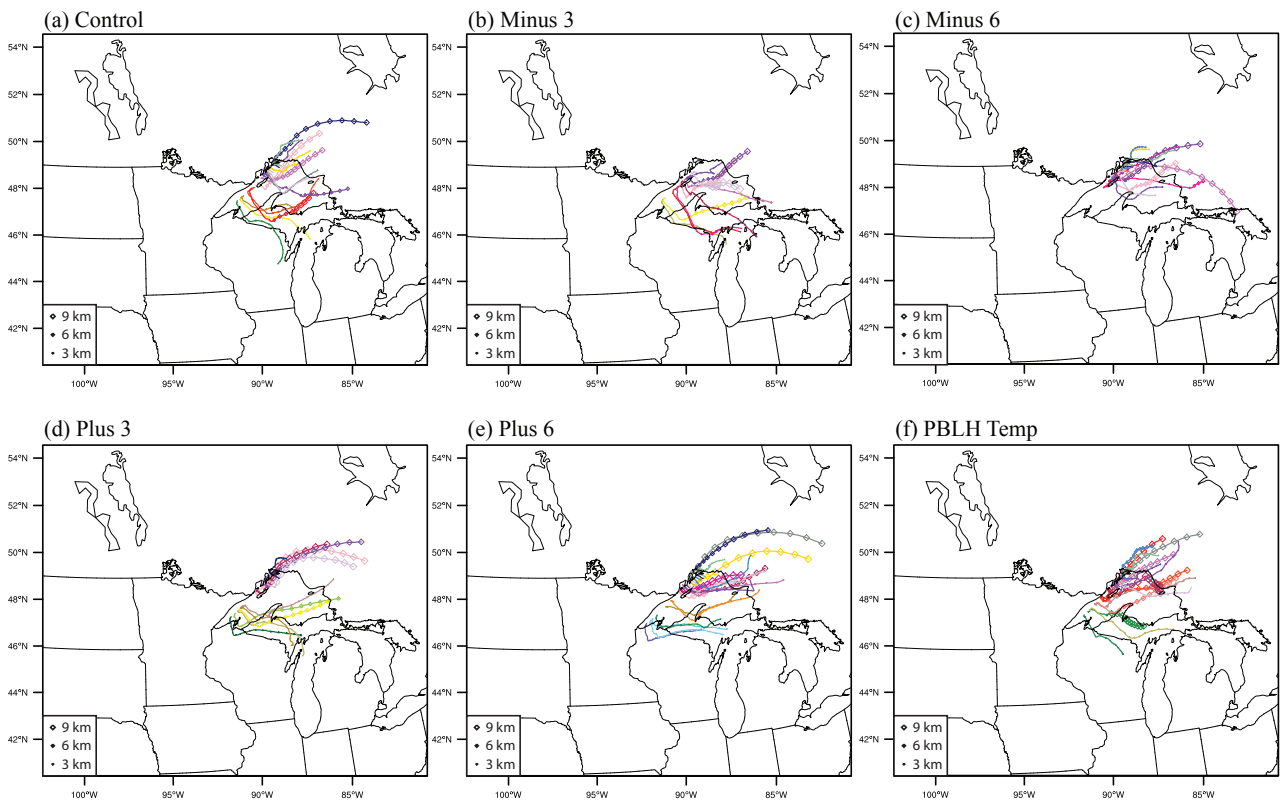 (a) Control
(b) Minus 3
(c) Minus 6
54°N
52°N
50°N
48°N
46°N
44°N
42°N
◇ 9 km
◆ 6 km
· 3 km
100°W 95°W 90°W 85°W
54°N
52°N
50°N
48°N
46°N
44°N
42°N
◇ 9 km
◆ 6 km
· 3 km
100°W 95°W 90°W 85°W
54°N
52°N
50°N
48°N
46°N
44°N
42°N
◇ 9 km
◆ 6 km
· 3 km
100°W 95°W 90°W 85°W
(d) Plus 3
(e) Plus 6
(f) PBLH Temp
54°N
52°N
50°N
48°N
46°N
44°N
42°N
◇ 9 km
◆ 6 km
· 3 km
100°W 95°W 90°W 85°W
54°N
52°N
50°N
48°N
46°N
44°N
42°N
◇ 9 km
◆ 6 km
· 3 km
100°W 95°W 90°W 85°W
54°N
52°N
50°N
48°N
46°N
44°N
42°N
◇ 9 km
◆ 6 km
· 3 km
100°W 95°W 90°W 85°W